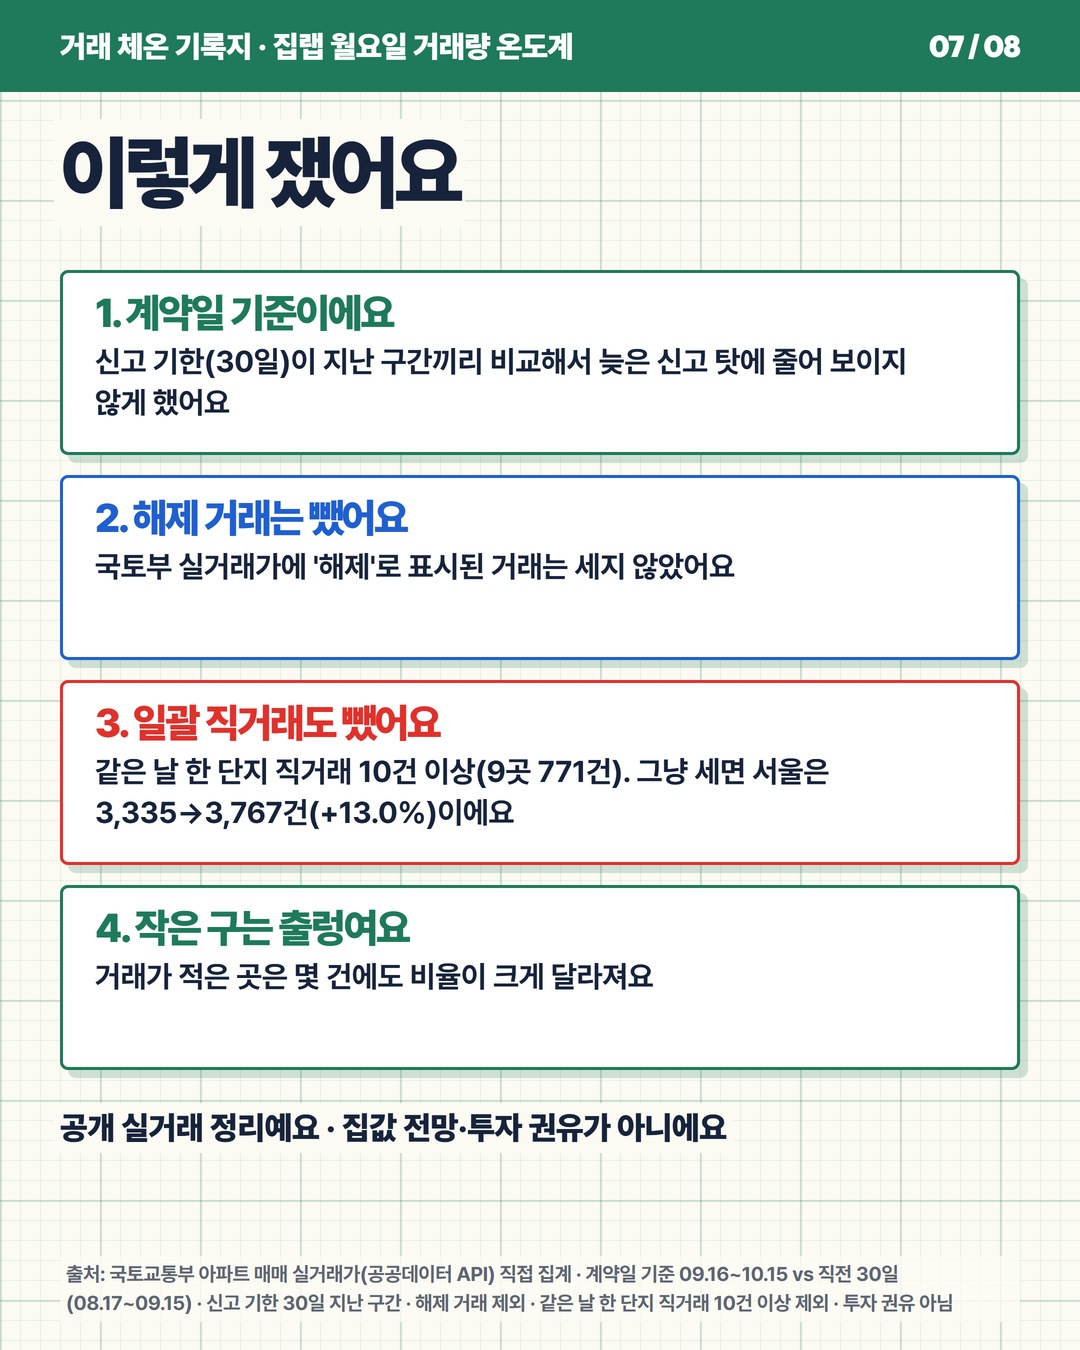 거래 체온 기록지 · 집랩 월요일 거래량 온도계
07 / 08
이렇게 쟀어요
1. 계약일 기준이에요
신고 기한(30일)이 지난 구간끼리 비교해서 늦은 신고 탓에 줄어 보이지
않게 했어요
2. 해제 거래는 뺐어요
국토부 실거래가에 '해제'로 표시된 거래는 세지 않았어요
3. 일괄 직거래도 뺐어요
같은 날 한 단지 직거래 10건 이상(9곳 771건). 그냥 세면 서울은
3,335→3,767건(+13.0%)이에요
4. 작은 구는 출렁여요
거래가 적은 곳은 몇 건에도 비율이 크게 달라져요
공개 실거래 정리예요 · 집값 전망·투자 권유가 아니에요
출처: 국토교통부 아파트 매매 실거래가(공공데이터 API) 직접 집계 · 계약일 기준 09.16~10.15 vs 직전 30일
(08.17~09.15) · 신고 기한 30일 지난 구간 · 해제 거래 제외 · 같은 날 한 단지 직거래 10건 이상 제외 · 투자 권유 아님